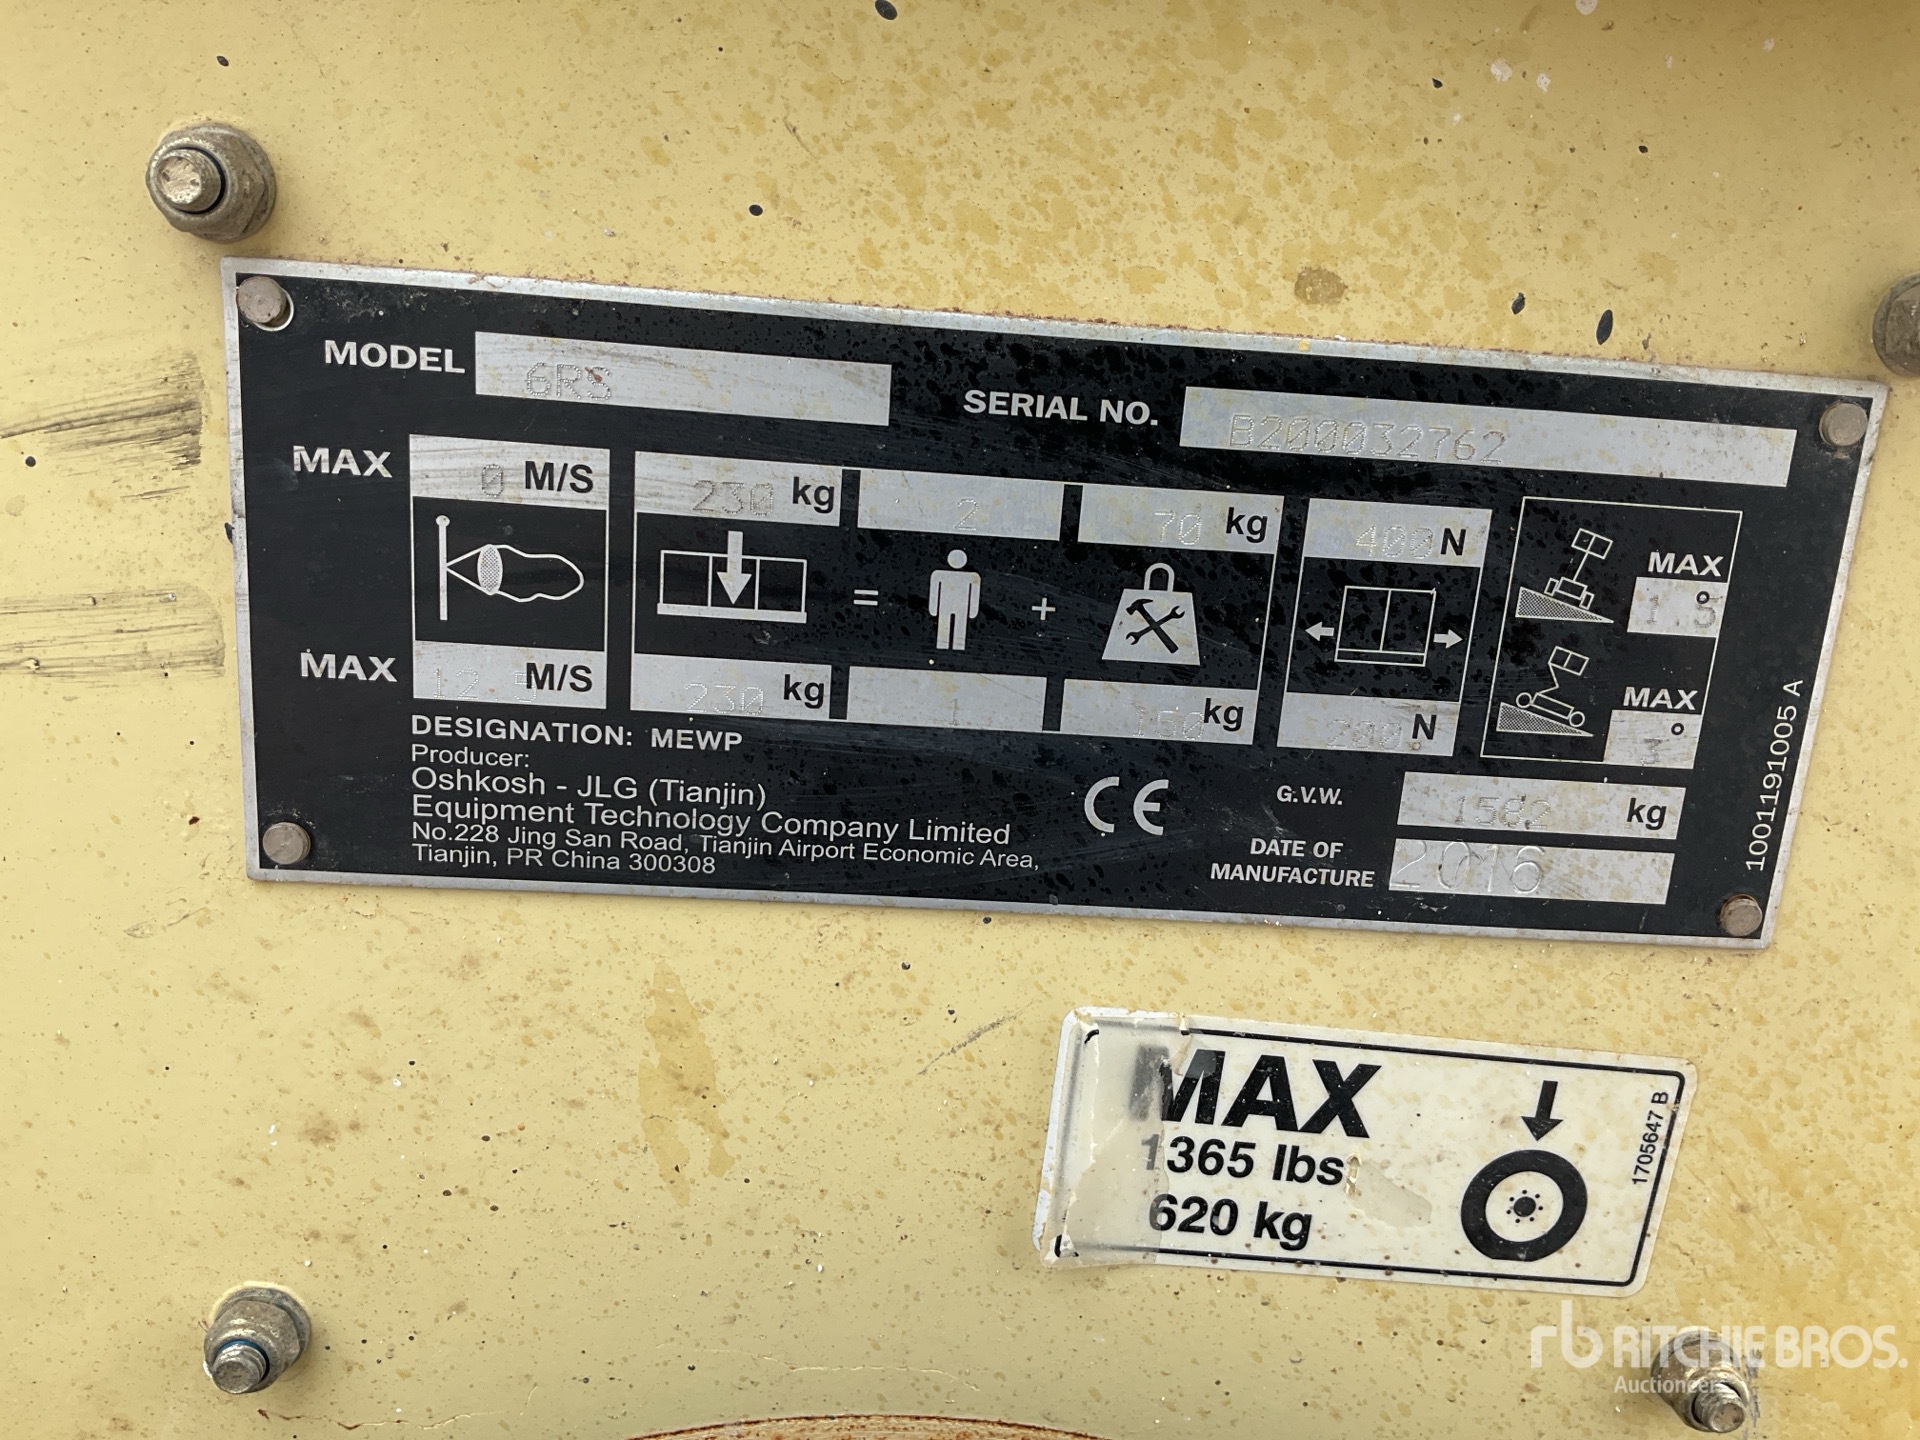 MODEL 6RS SERIAL NO. B200032762
MAX 0 M/S 230 kg 2 70 kg 400 N
= + MAX 1.5°
MAX 12.5 M/S 230 kg 1 150 kg 200 N MAX 3°
DESIGNATION: MEWP
Producer:
Oshkosh - JLG (Tianjin)
Equipment Technology Company Limited
No.228 Jing San Road, Tianjin Airport Economic Area,
Tianjin, PR China 300308
CE
G.V.W. 1582 kg
DATE OF
MANUFACTURE 2016
1001191005 A
MAX
1365 lbs
620 kg
1705647 B
rb RITCHIE BROS.
Auctioneers